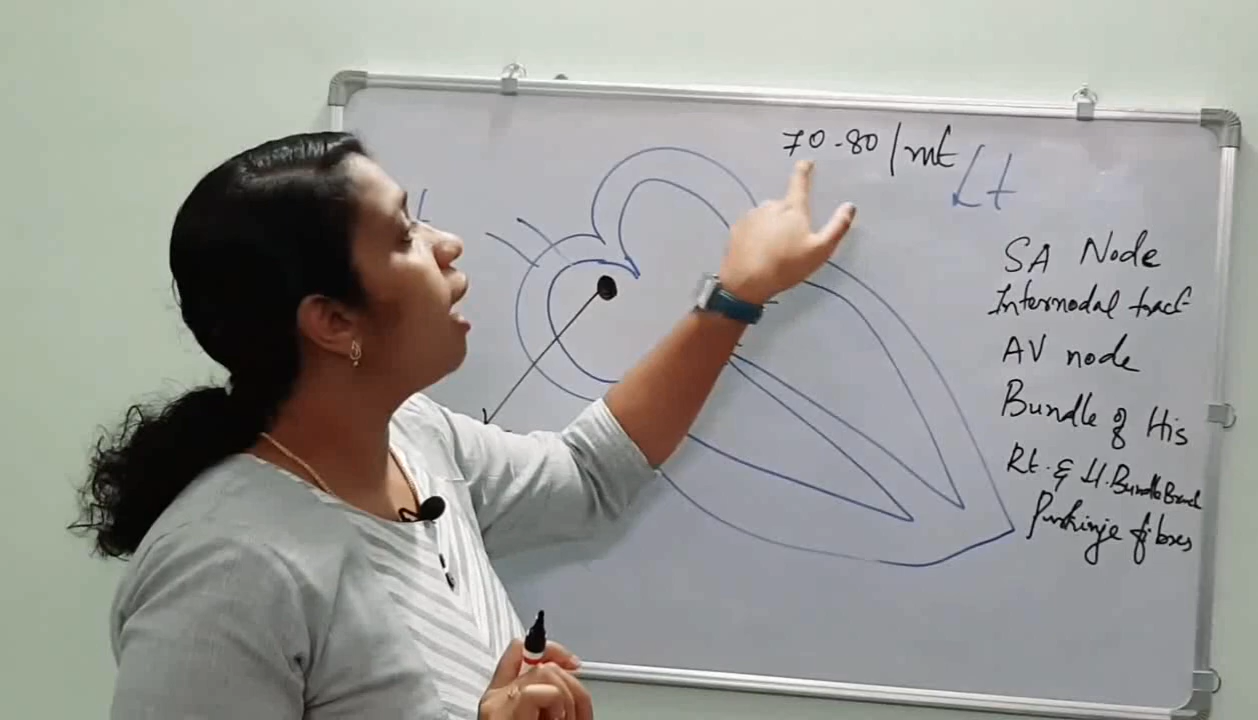 70-80/mt
Lt
SA Node
Internodal tract
AV node
Bundle of His
Rt. & Lt. Bundle Branch
Purkinje fibres